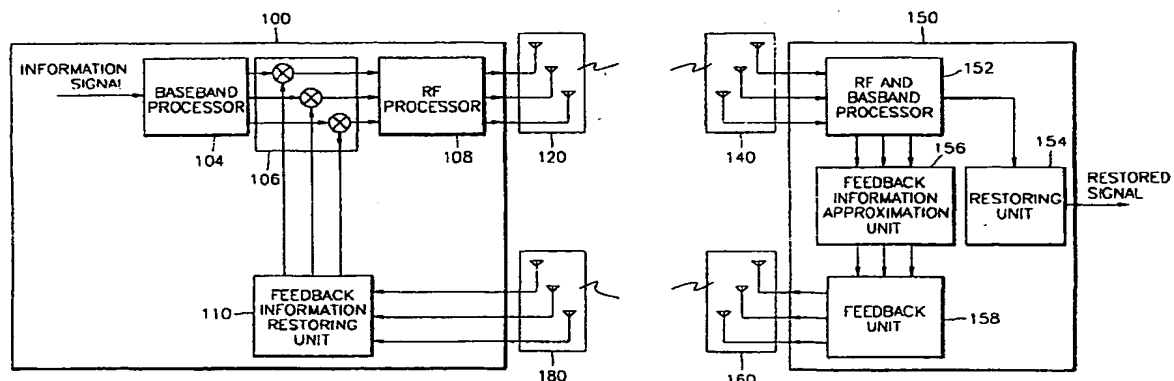 100
150
INFORMATION
SIGNAL
BASEBAND
PROCESSOR
104
106
RF
PROCESSOR
108
120
140
RF AND
BASBAND
PROCESSOR
152
156
154
FEEDBACK
INFORMATION
APPROXIMATION
UNIT
RESTORING
UNIT
RESTORED
SIGNAL
110
FEEDBACK
INFORMATION
RESTORING
UNIT
180
160
FEEDBACK
UNIT
158